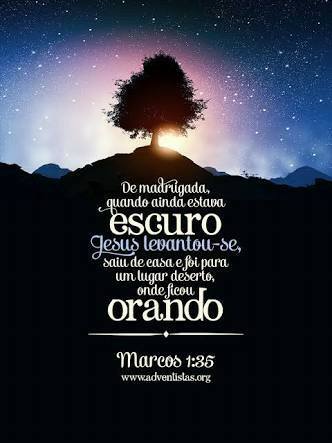 De madrugada,
quando ainda estava
escuro
Jesus levantou-se,
saiu de casa e foi para
um lugar deserto,
onde ficou
orando
Marcos 1:35
www.adventistas.org